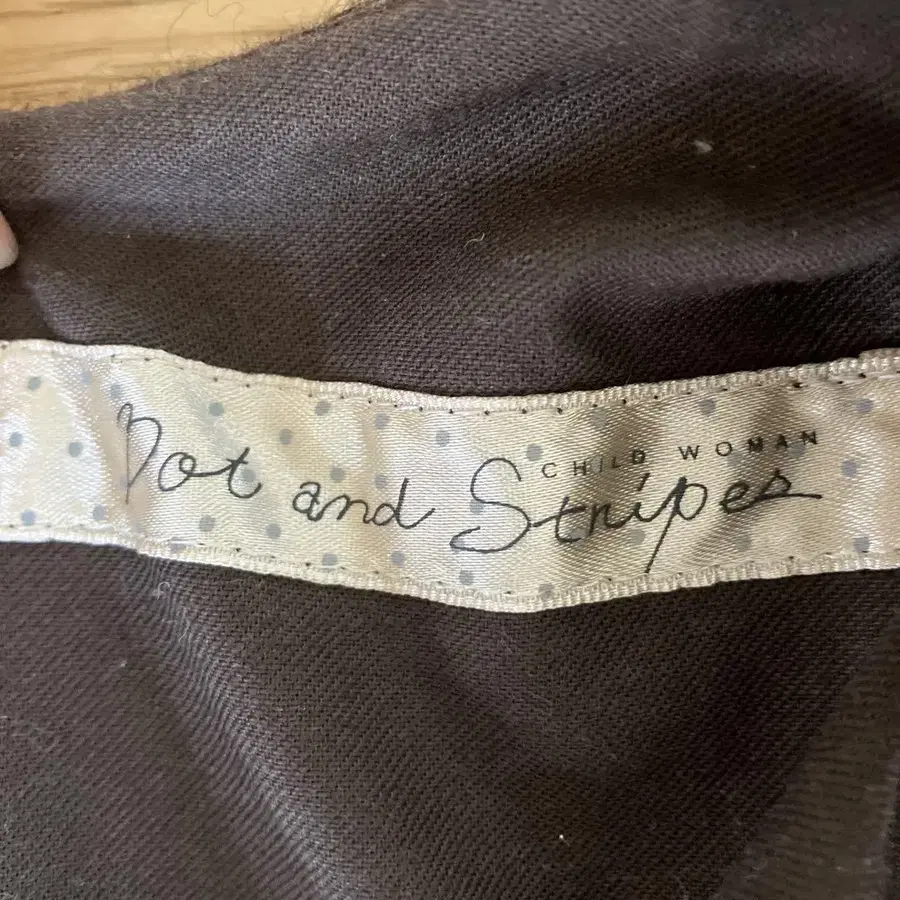 CHILD WOMAN
Dot and Stripes